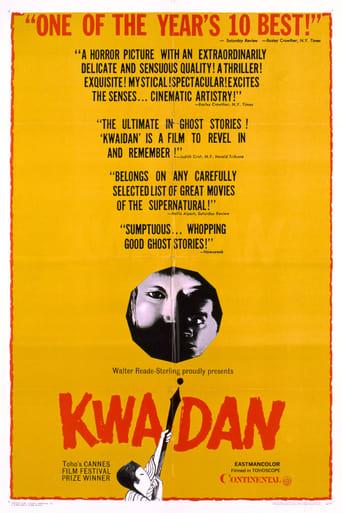 "ONE OF THE YEAR'S 10 BEST!"
—Saturday Review —Bosley Crowther, N.Y. Times
"A HORROR PICTURE WITH AN EXTRAORDINARILY
DELICATE AND SENSUOUS QUALITY! A THRILLER!
EXQUISITE! MYSTICAL! SPECTACULAR! EXCITES
THE SENSES... CINEMATIC ARTISTRY!"
—Bosley Crowther, N.Y. Times
"THE ULTIMATE IN GHOST STORIES!
'KWAIDAN' IS A FILM TO REVEL IN
AND REMEMBER!"—Judith Crist, N.Y. Herald Tribune
"BELONGS ON ANY CAREFULLY
SELECTED LIST OF GREAT MOVIES
OF THE SUPERNATURAL!"
—Hollis Alpert, Saturday Review
"SUMPTUOUS... WHOPPING
GOOD GHOST STORIES!"
—Newsweek
Walter Reade-Sterling proudly presents
KWAIDAN
Toho's CANNES
FILM FESTIVAL
PRIZE WINNER
EASTMANCOLOR
Filmed in TOHOSCOPE
CONTINENTAL